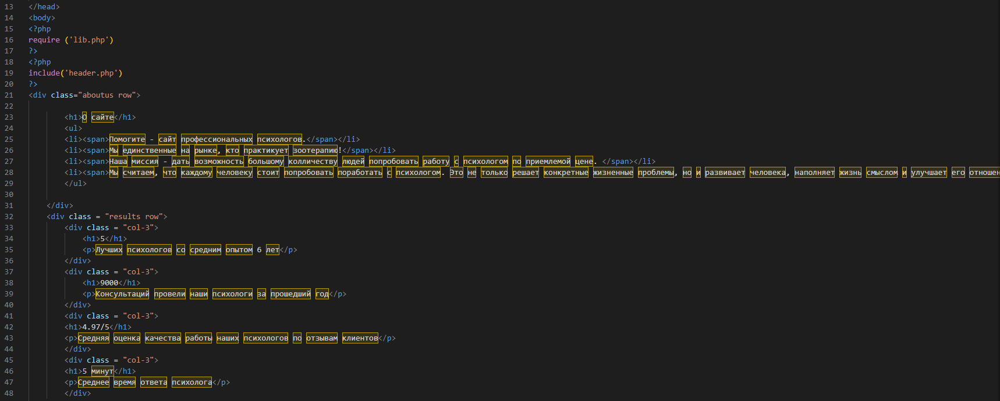 13 </head>
14 <body>
15 <?php
16 require ('lib.php')
17 ?>
18 <?php
19 include('header.php')
20 ?>
21 <div class="aboutus row">
22
23 <h1>О сайте</h1>
24 <ul>
25 <li><span>Помогите - сайт профессиональных психологов.</span></li>
26 <li><span>Мы единственные на рынке, кто практикует зоотерапию!</span></li>
27 <li><span>Наша миссия - дать возможность большому колличеству людей попробовать работу с психологом по приемлемой цене. </span></li>
28 <li><span>Мы считаем, что каждому человеку стоит попробовать поработать с психологом. Это не только решает конкретные жизненные проблемы, но и развивает человека, наполняет жизнь смыслом и улучшает его отношен
29 </ul>
30
31 </div>
32 <div class = "results row">
33 <div class = "col-3">
34 <h1>5</h1>
35 <p>Лучших психологов со средним опытом 6 лет</p>
36 </div>
37 <div class = "col-3">
38 <h1>9000</h1>
39 <p>Консультаций провели наши психологи за прошедший год</p>
40 </div>
41 <div class = "col-3">
42 <h1>4.97/5</h1>
43 <p>Средняя оценка качества работы наших психологов по отзывам клиентов</p>
44 </div>
45 <div class = "col-3">
46 <h1>5 минут</h1>
47 <p>Среднее время ответа психолога</p>
48 </div>